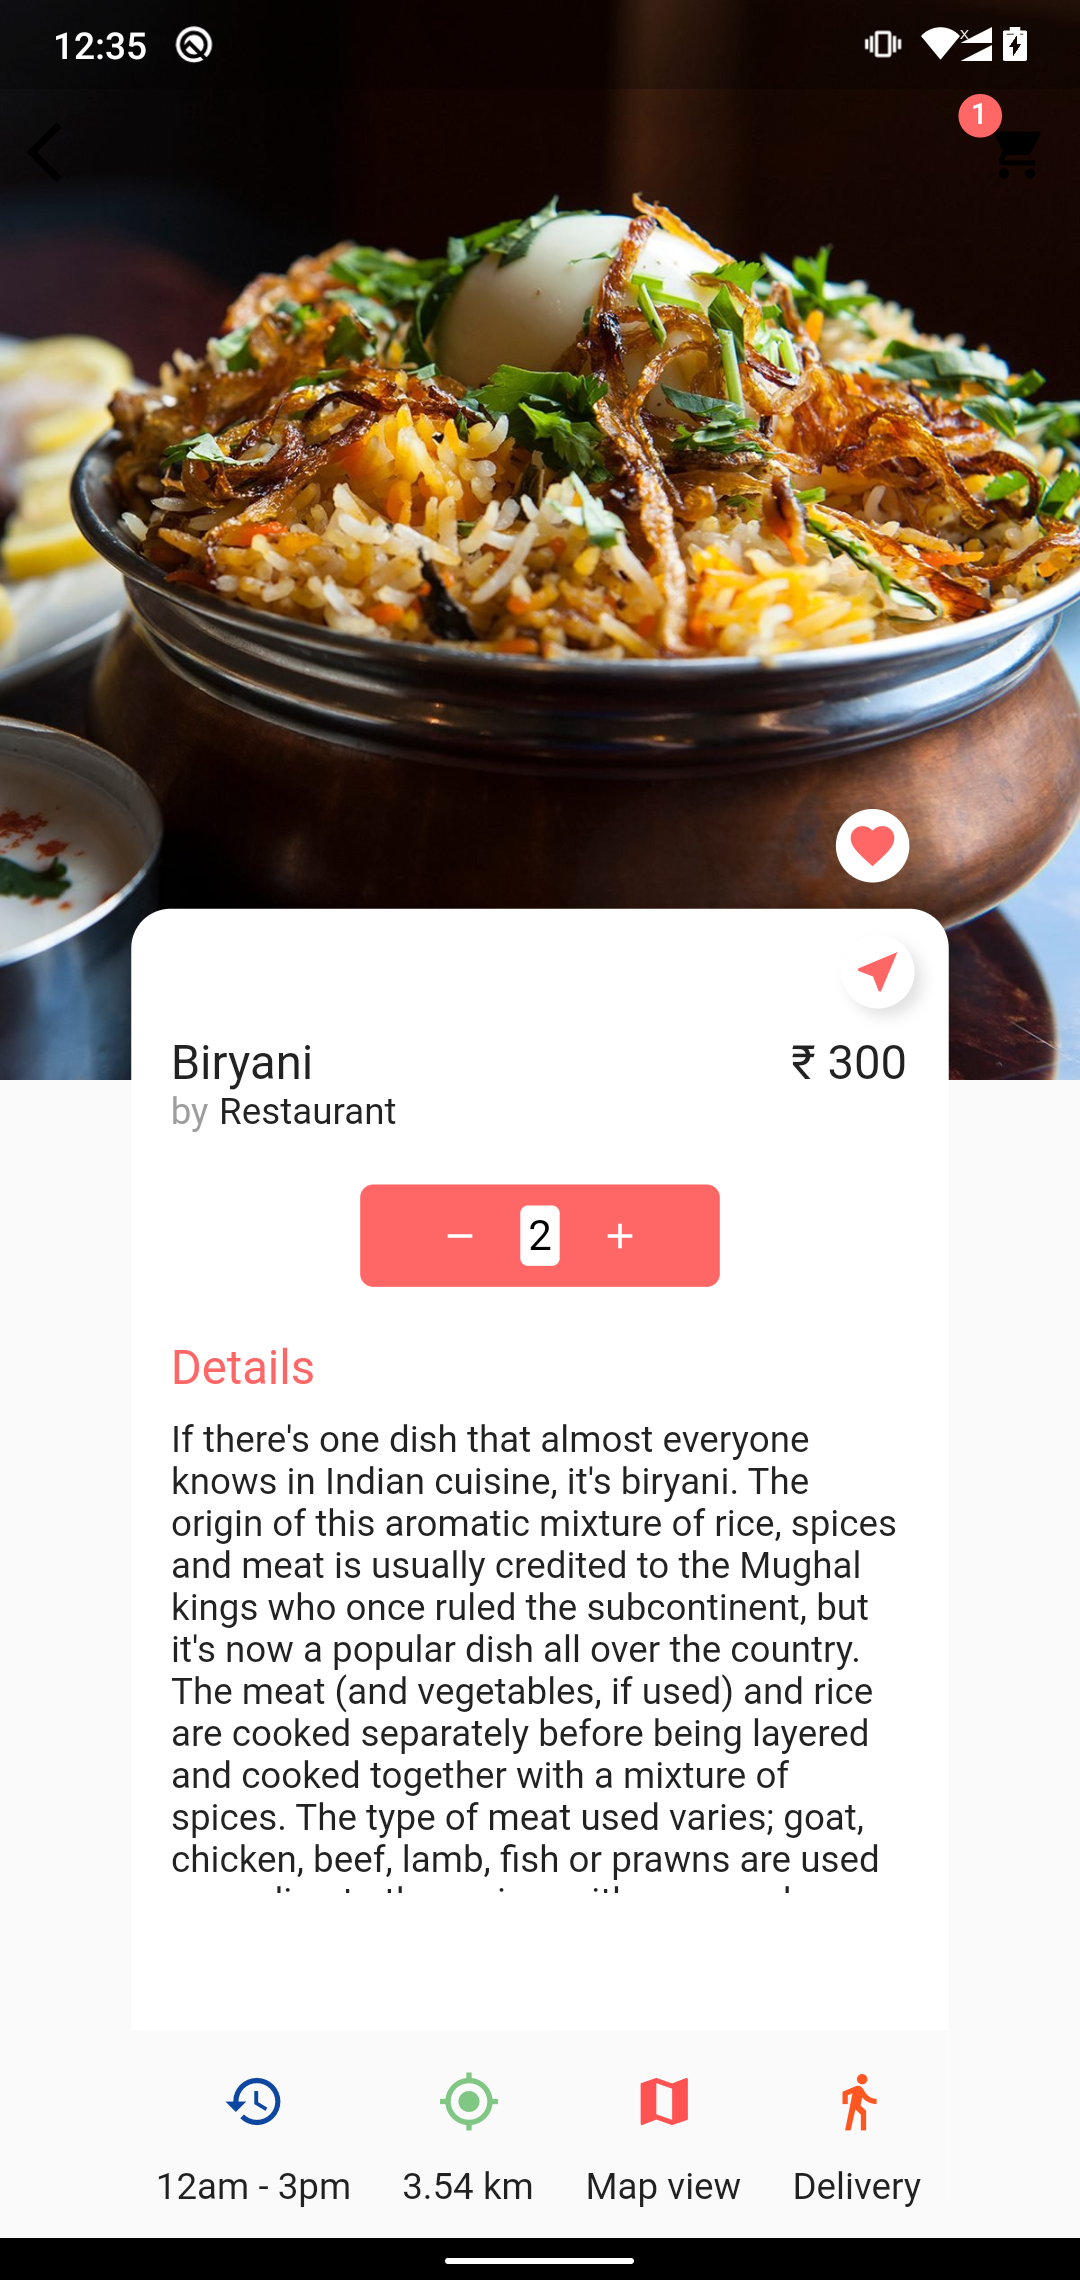 12:35
1
Biryani
₹ 300
by Restaurant
2
Details
If there's one dish that almost everyone
knows in Indian cuisine, it's biryani. The
origin of this aromatic mixture of rice, spices
and meat is usually credited to the Mughal
kings who once ruled the subcontinent, but
it's now a popular dish all over the country.
The meat (and vegetables, if used) and rice
are cooked separately before being layered
and cooked together with a mixture of
spices. The type of meat used varies; goat,
chicken, beef, lamb, fish or prawns are used
12am - 3pm
3.54 km
Map view
Delivery